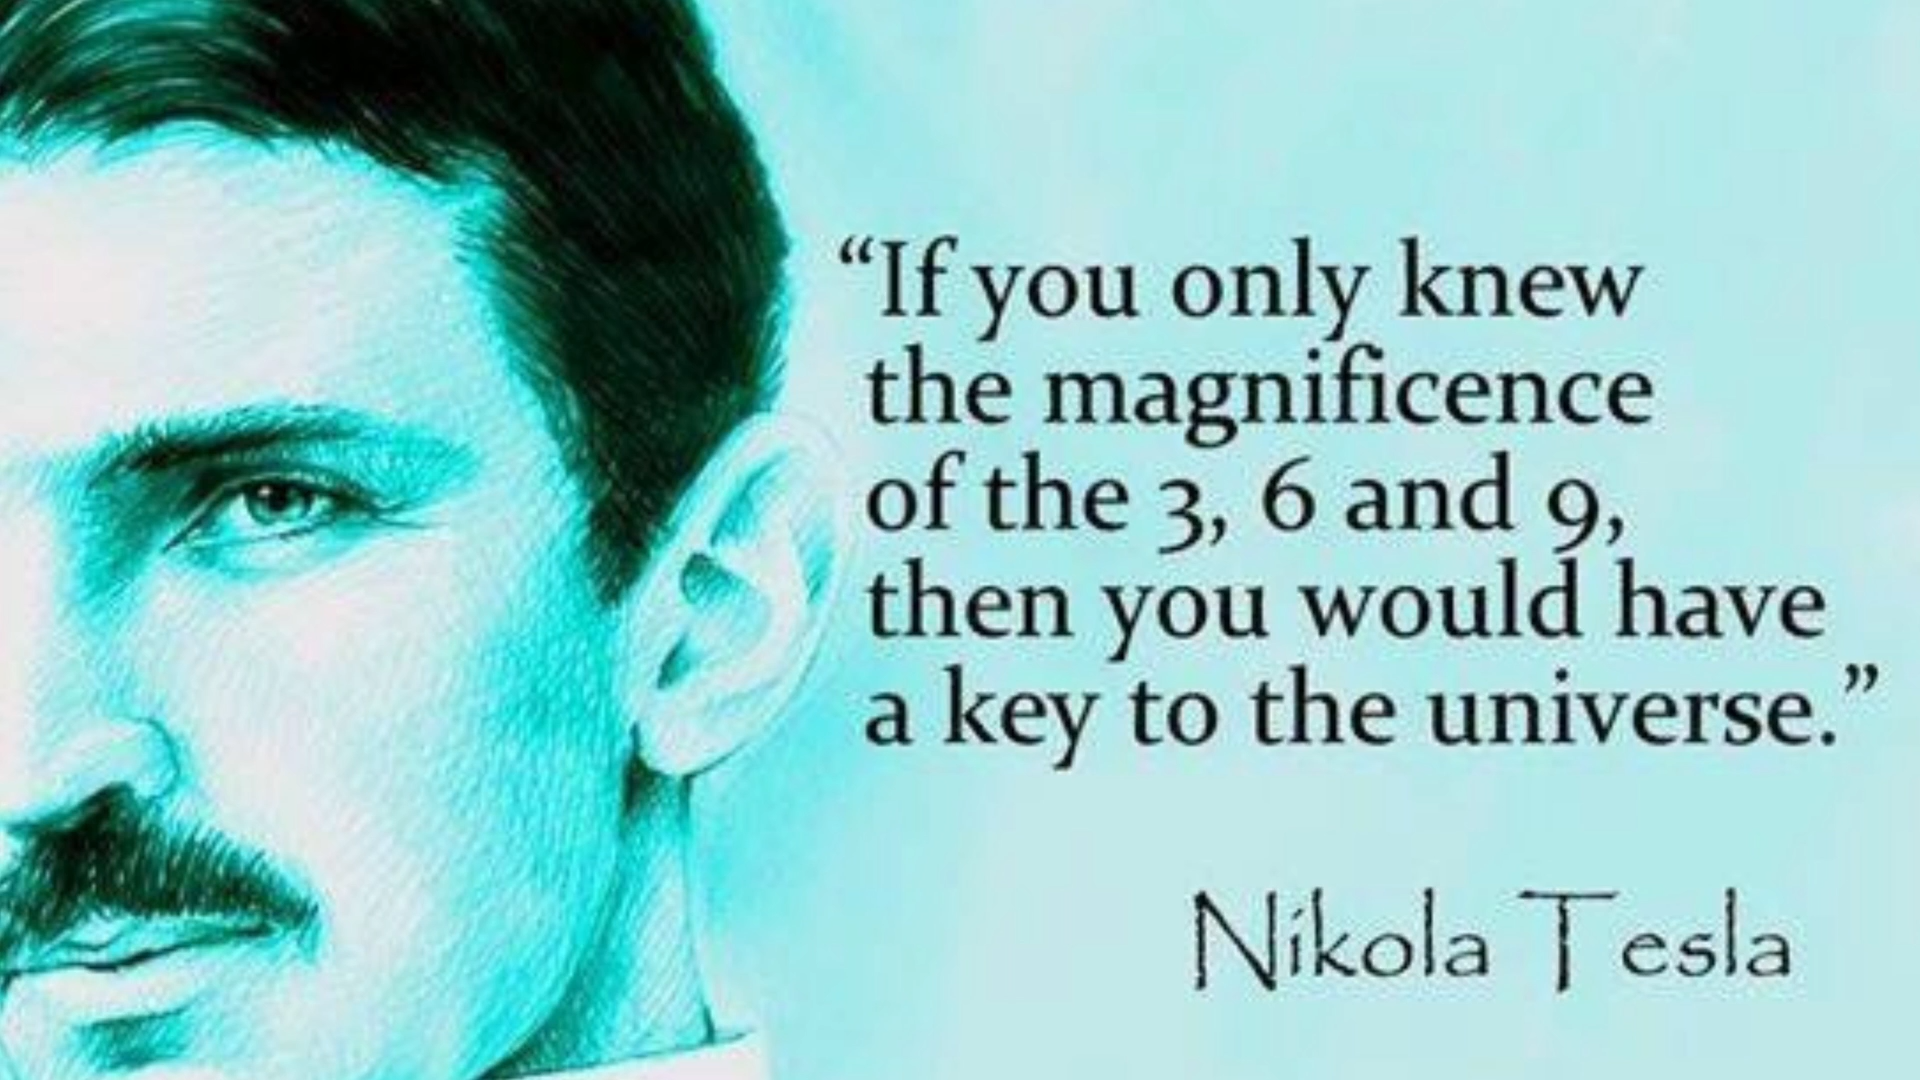 “If you only knew
the magnificence
of the 3, 6 and 9,
then you would have
a key to the universe.”
Nikola Tesla